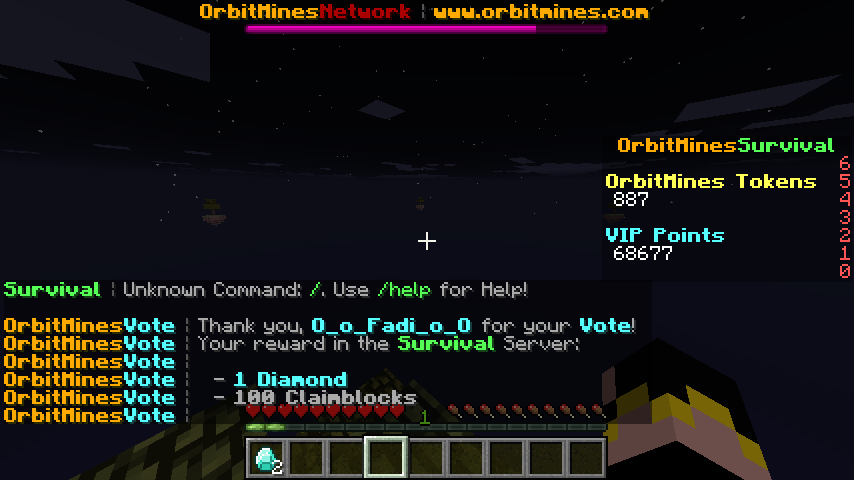 OrbitMinesNetwork | www.orbitmines.com
OrbitMinesSurvival
6
OrbitMines Tokens 5
887 4
3
VIP Points 2
68677 1
0
Survival | Unknown Command: /. Use /help for Help!
OrbitMinesVote | Thank you, O_o_Fadi_o_O for your Vote!
OrbitMinesVote | Your reward in the Survival Server:
OrbitMinesVote |
OrbitMinesVote | - 1 Diamond
OrbitMinesVote | - 100 Claimblocks
OrbitMinesVote |
1
2